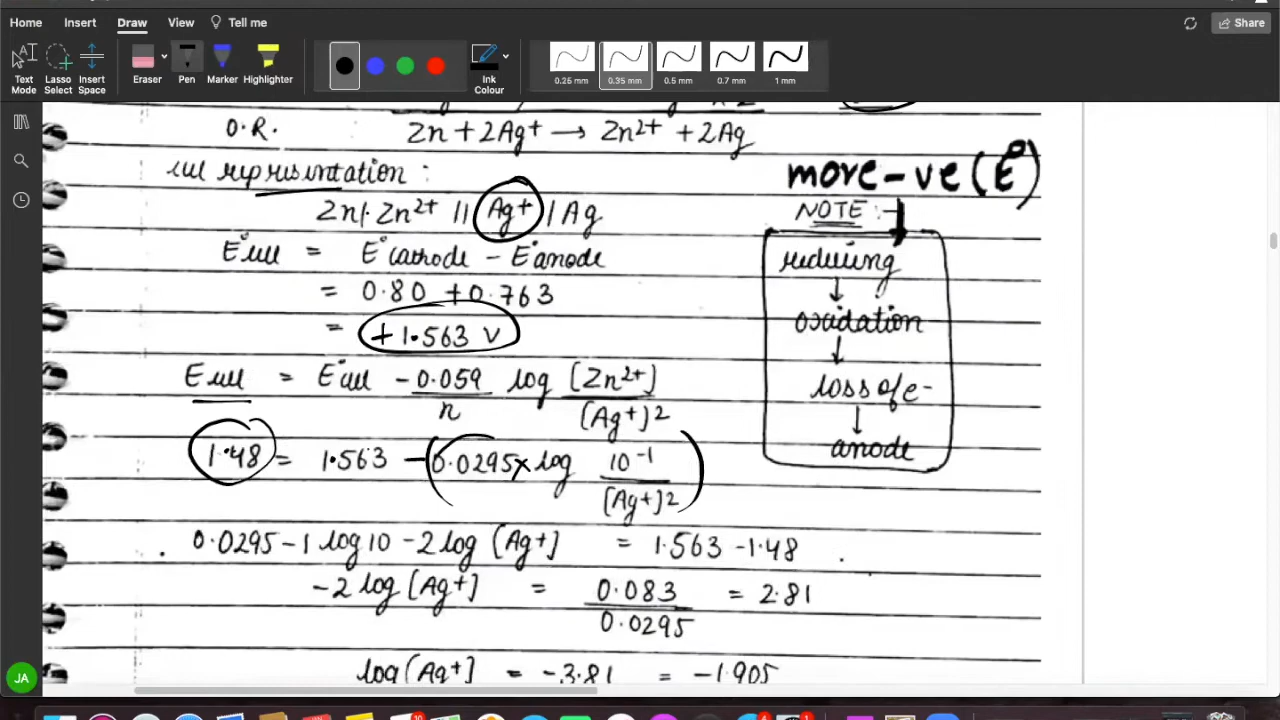 Home Insert Draw View Tell me
Share
Text Mode
Lasso Select
Insert Space
Eraser
Pen
Marker
Highlighter
Ink Colour
0.25 mm
0.35 mm
0.5 mm
0.7 mm
1 mm
O.R. Zn + 2Ag+ → Zn2+ + 2Ag
cell representation :
Zn | Zn2+ || Ag+ | Ag
E°cell = E°cathode - E°anode
= 0.80 + 0.763
= +1.563 V
Ecell = E°cell - 0.059/n log [Zn2+]/[Ag+]2
1.48 = 1.563 - (0.0295 x log 10-1/[Ag+]2)
0.0295 - 1 log 10 - 2 log [Ag+] = 1.563 - 1.48
-2 log [Ag+] = 0.083/0.0295 = 2.81
log [Ag+] = -3.81 = -1.905
more -ve (E°)
NOTE :-
reducing
↓
oxidation
↓
loss of e-
↓
anode
JA